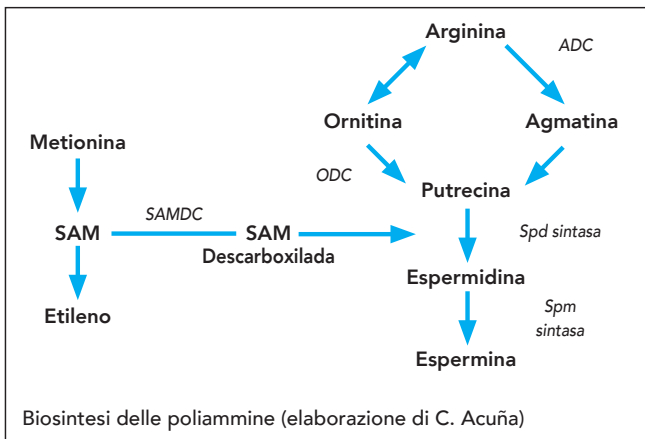 Arginina
ADC
Ornitina
Agmatina
Metionina
ODC
Putrecina
SAMDC
SAM
SAM
Descarboxilada
Spd sintasa
Espermidina
Etileno
Spm
sintasa
Espermina
Biosintesi delle poliammine (elaborazione di C. Acuña)